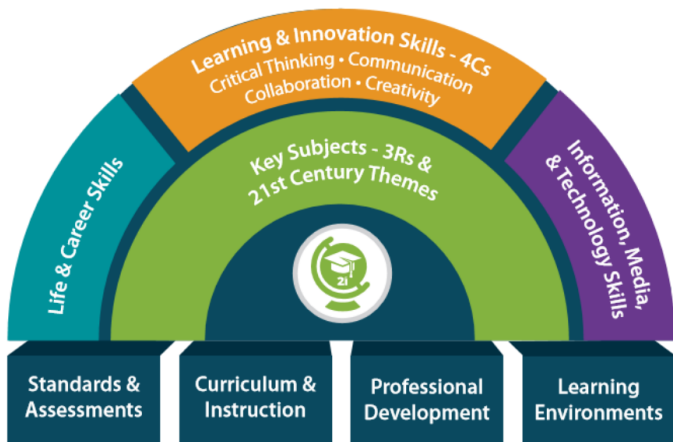 Learning & Innovation Skills - 4Cs
Critical Thinking • Communication
Collaboration • Creativity
Life & Career Skills
Key Subjects - 3Rs &
21st Century Themes
Information, Media,
& Technology Skills
21
Standards &
Assessments
Curriculum &
Instruction
Professional
Development
Learning
Environments